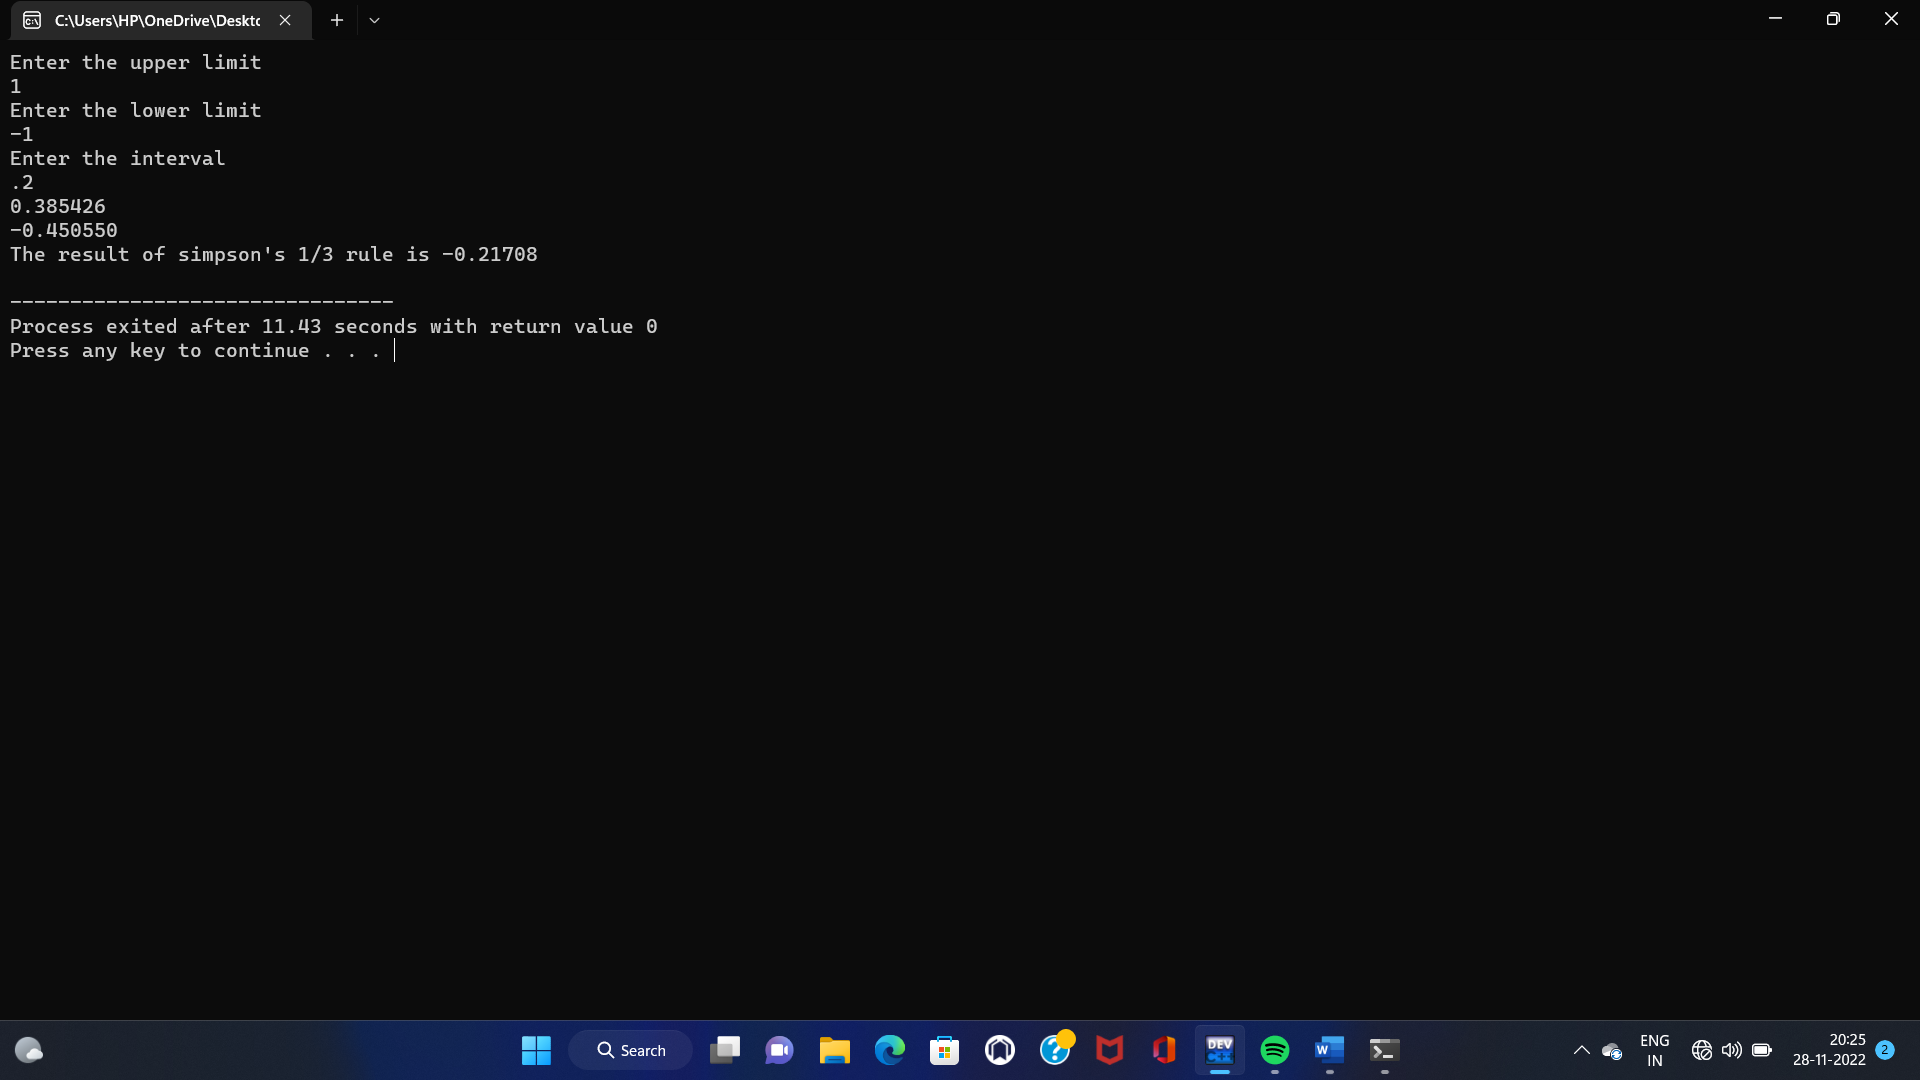 C:\Users\HP\OneDrive\Deskto
Enter the upper limit
1
Enter the lower limit
-1
Enter the interval
.2
0.385426
-0.450550
The result of simpson's 1/3 rule is -0.21708
--------------------------------
Process exited after 11.43 seconds with return value 0
Press any key to continue . . .
Search
DEV
C++
W
ENG
IN
20:25
28-11-2022
2